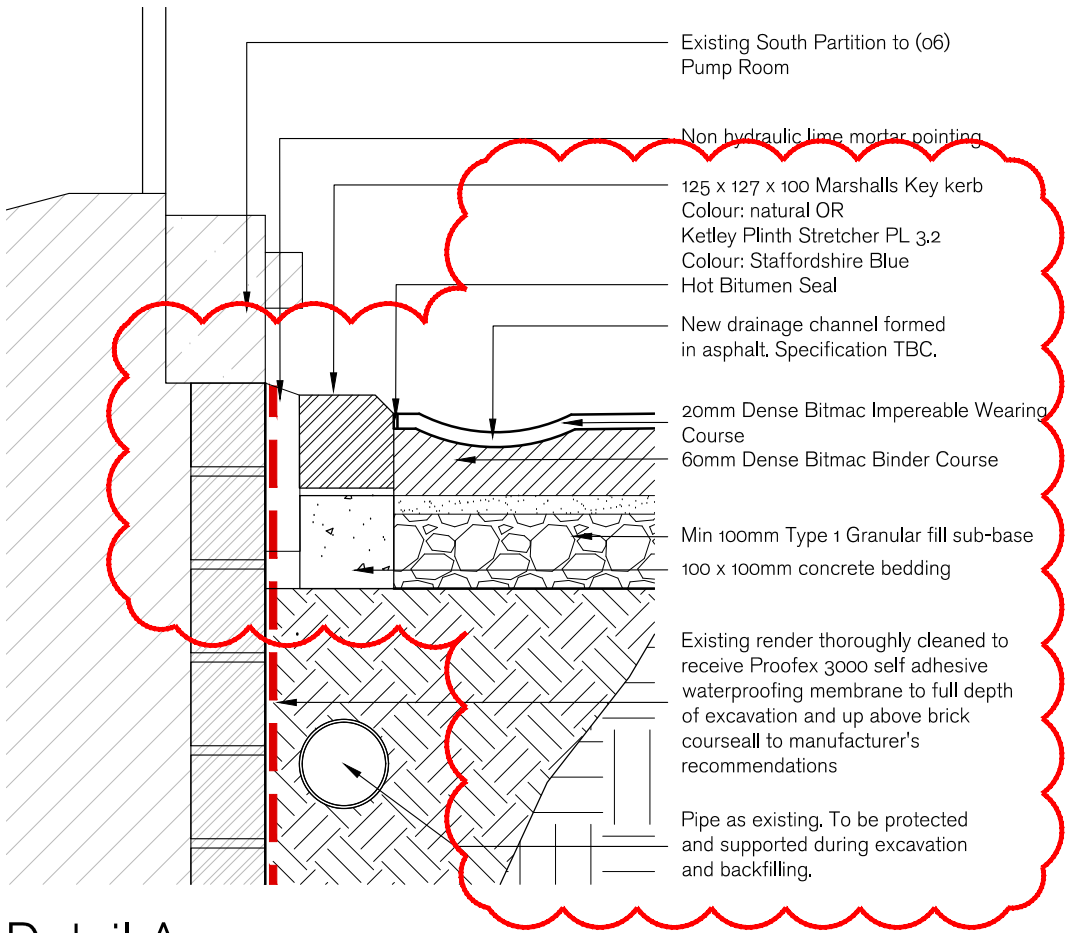 Existing South Partition to (06)
Pump Room
Non hydraulic lime mortar pointing
125 x 127 x 100 Marshalls Key kerb
Colour: natural OR
Ketley Plinth Stretcher PL 3.2
Colour: Staffordshire Blue
Hot Bitumen Seal
New drainage channel formed
in asphalt. Specification TBC.
20mm Dense Bitmac Impereable Wearing
Course
60mm Dense Bitmac Binder Course
Min 100mm Type 1 Granular fill sub-base
100 x 100mm concrete bedding
Existing render thoroughly cleaned to
receive Proofex 3000 self adhesive
waterproofing membrane to full depth
of excavation and up above brick
courseall to manufacturer's
recommendations
Pipe as existing. To be protected
and supported during excavation
and backfilling.
Detail A